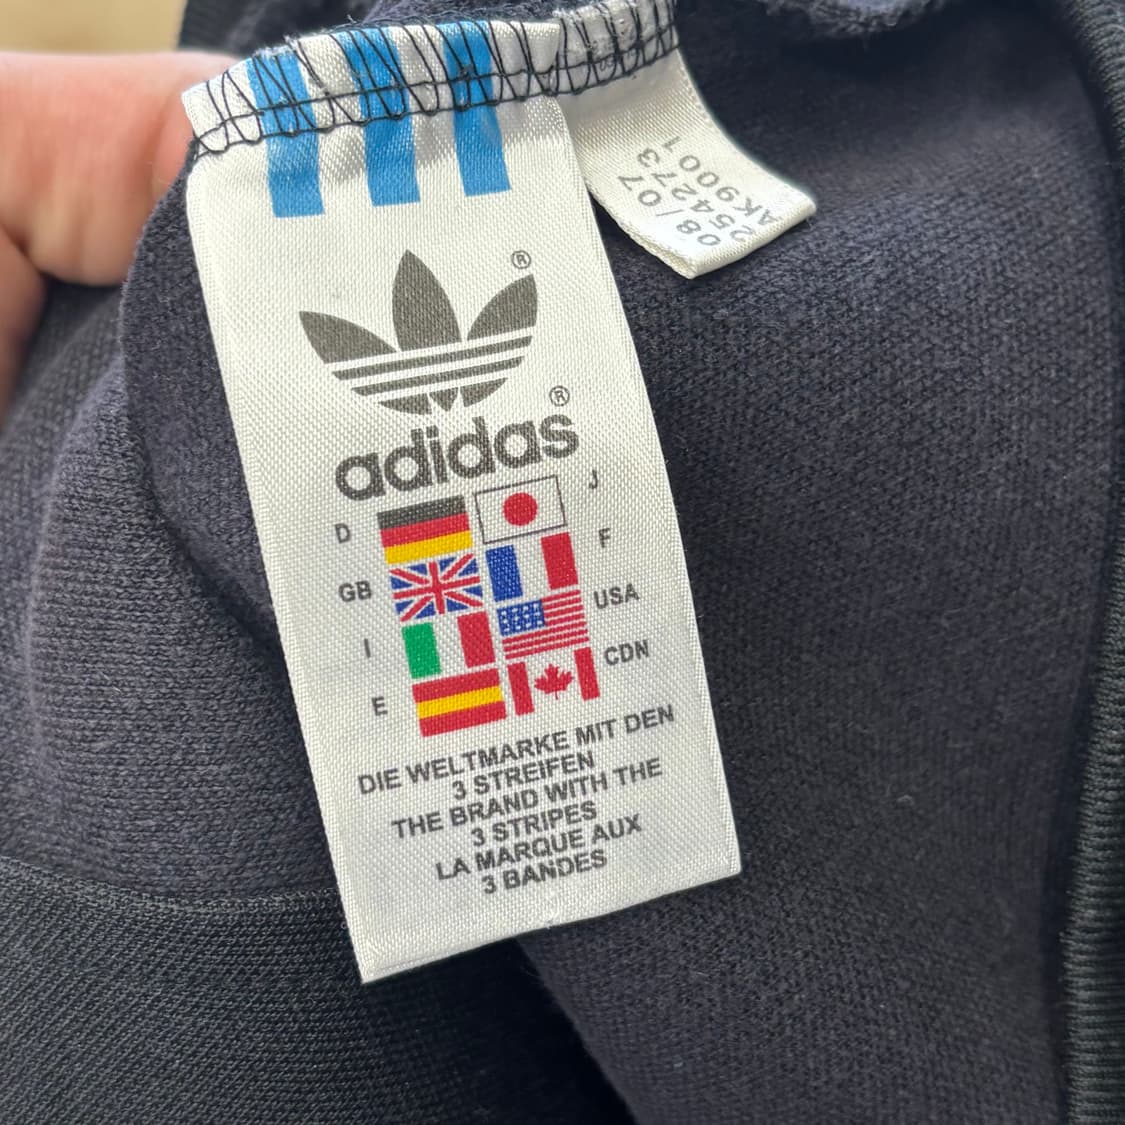 ®
®
adidas
D
J
GB
F
I
USA
E
CDN
DIE WELTMARKE MIT DEN
3 STREIFEN
THE BRAND WITH THE
3 STRIPES
LA MARQUE AUX
3 BANDES
08/07
254273
AK9001